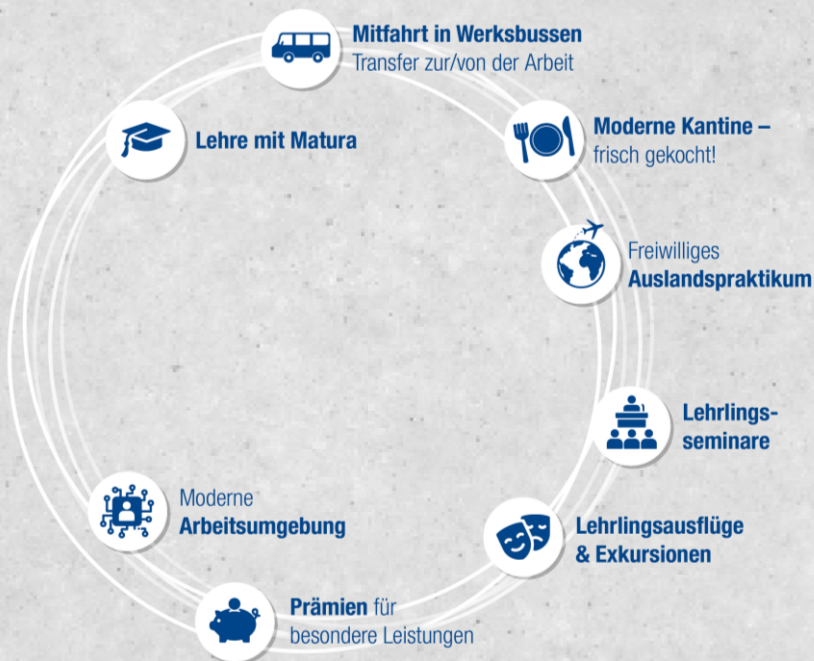 Mitfahrt in Werksbussen
Transfer zur/von der Arbeit
Lehre mit Matura
Moderne Kantine –
frisch gekocht!
Freiwilliges
Auslandspraktikum
Lehrlings-
seminare
Moderne
Arbeitsumgebung
Lehrlingsausflüge
& Exkursionen
Prämien für
besondere Leistungen